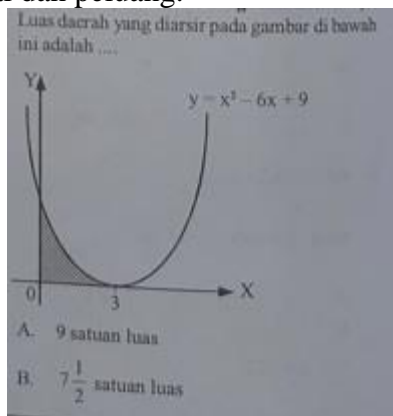 Luas daerah yang diarsir pada gambar di bawah
ini adalah ....
Y
y = x² – 6x + 9
0
3
X
A. 9 satuan luas
B. 7 1/2 satuan luas